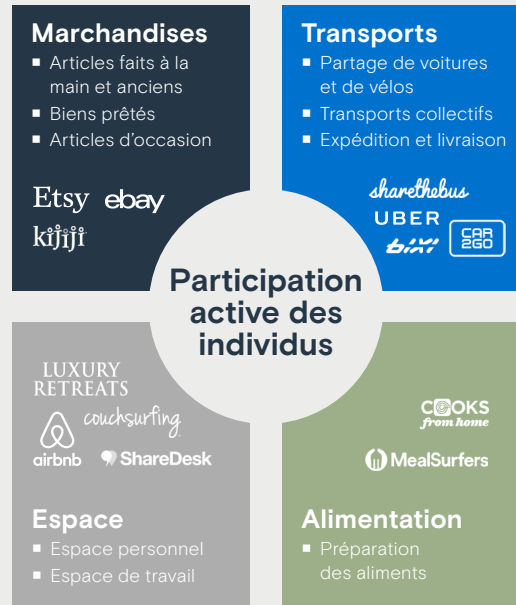 Marchandises
Articles faits à la
main et anciens
Biens prêtés
Articles d'occasion
Etsy ebay
kijiji
Transports
Partage de voitures
et de vélos
Transports collectifs
Expédition et livraison
sharethebus
UBER
bixi CAR
2GO
Participation
active des
individus
LUXURY
RETREATS
couchsurfing
airbnb ShareDesk
Espace
Espace personnel
Espace de travail
COOKS
from home
MealSurfers
Alimentation
Préparation
des aliments